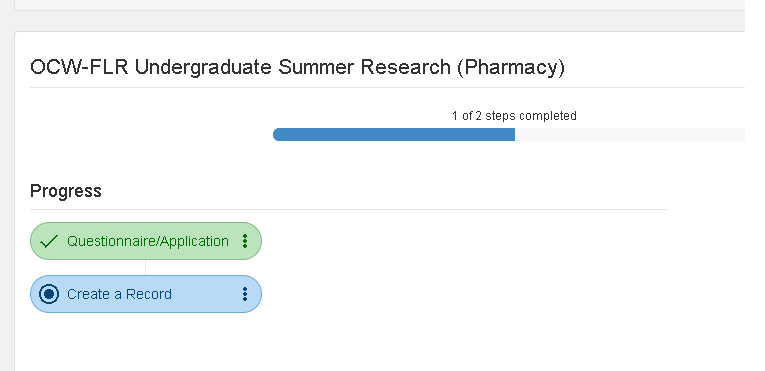 OCW-FLR Undergraduate Summer Research (Pharmacy)
1 of 2 steps completed
Progress
Questionnaire/Application
Create a Record